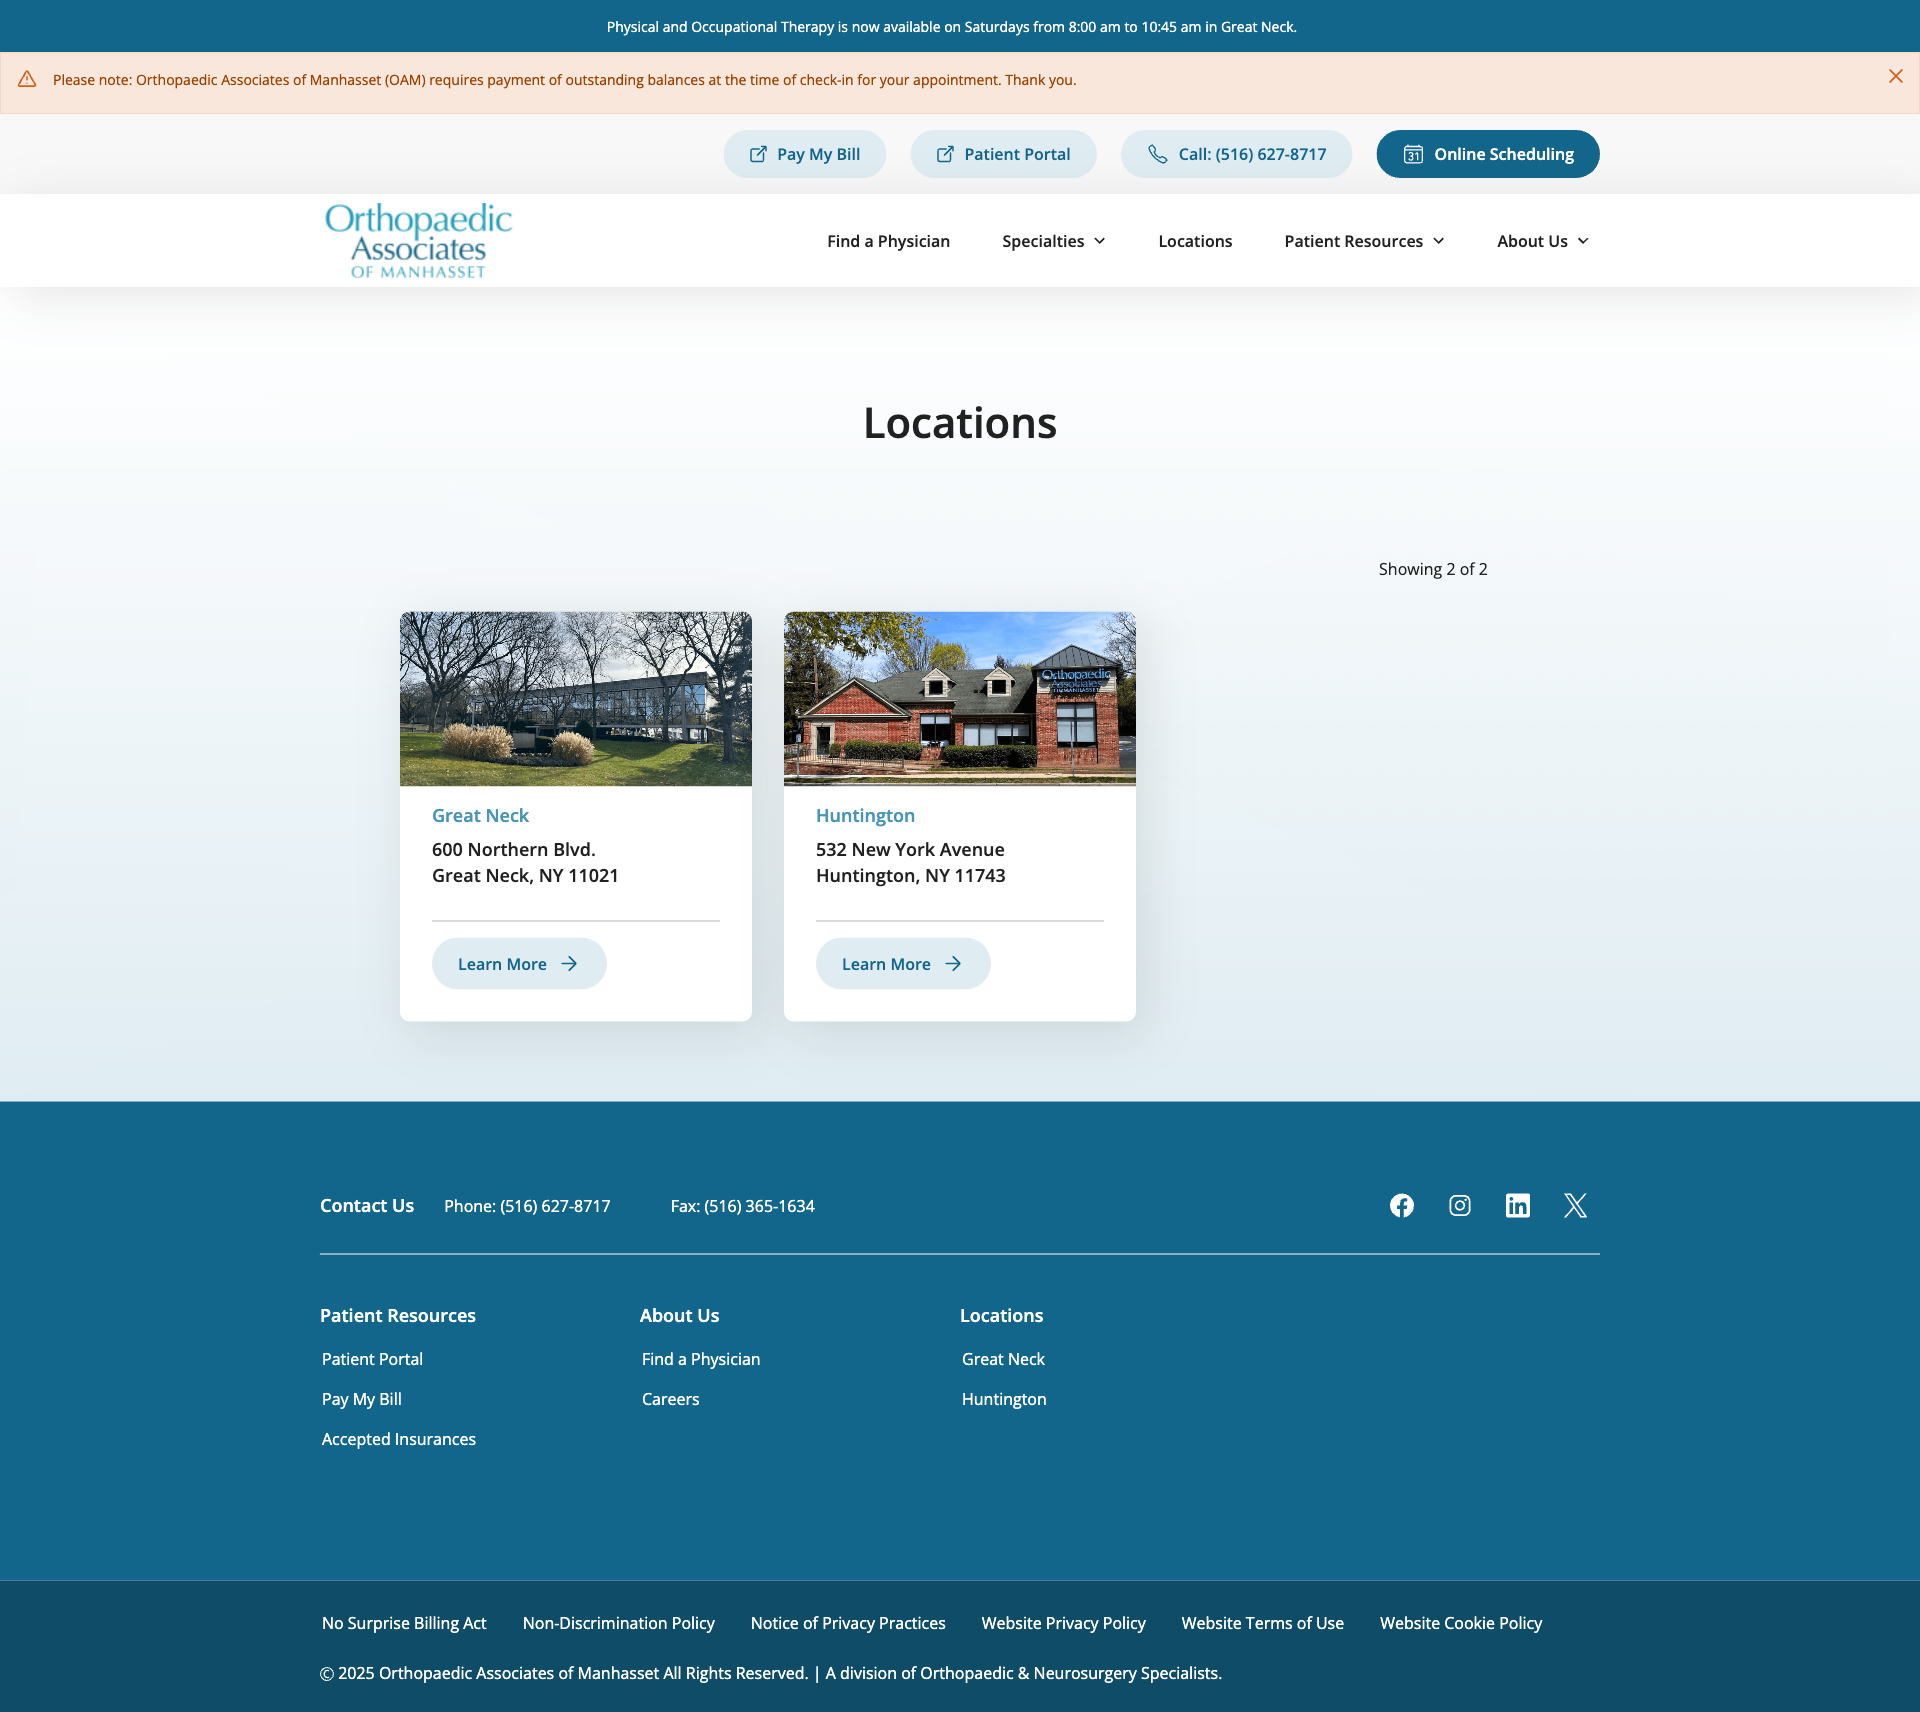 Physical and Occupational Therapy is now available on Saturdays from 8:00 am to 10:45 am in Great Neck.
Please note: Orthopaedic Associates of Manhasset (OAM) requires payment of outstanding balances at the time of check-in for your appointment. Thank you.
Pay My Bill
Patient Portal
Call: (516) 627-8717
31
Online Scheduling
Orthopaedic
Associates
OF MANHASSET
Find a Physician
Specialties
Locations
Patient Resources
About Us
Locations
Showing 2 of 2
Orthopaedic
Associates
OF MANHASSET
Great Neck
600 Northern Blvd.
Great Neck, NY 11021
Learn More
Huntington
532 New York Avenue
Huntington, NY 11743
Learn More
Contact Us
Phone: (516) 627-8717
Fax: (516) 365-1634
Patient Resources
Patient Portal
Pay My Bill
Accepted Insurances
About Us
Find a Physician
Careers
Locations
Great Neck
Huntington
No Surprise Billing Act
Non-Discrimination Policy
Notice of Privacy Practices
Website Privacy Policy
Website Terms of Use
Website Cookie Policy
© 2025 Orthopaedic Associates of Manhasset All Rights Reserved. | A division of Orthopaedic & Neurosurgery Specialists.